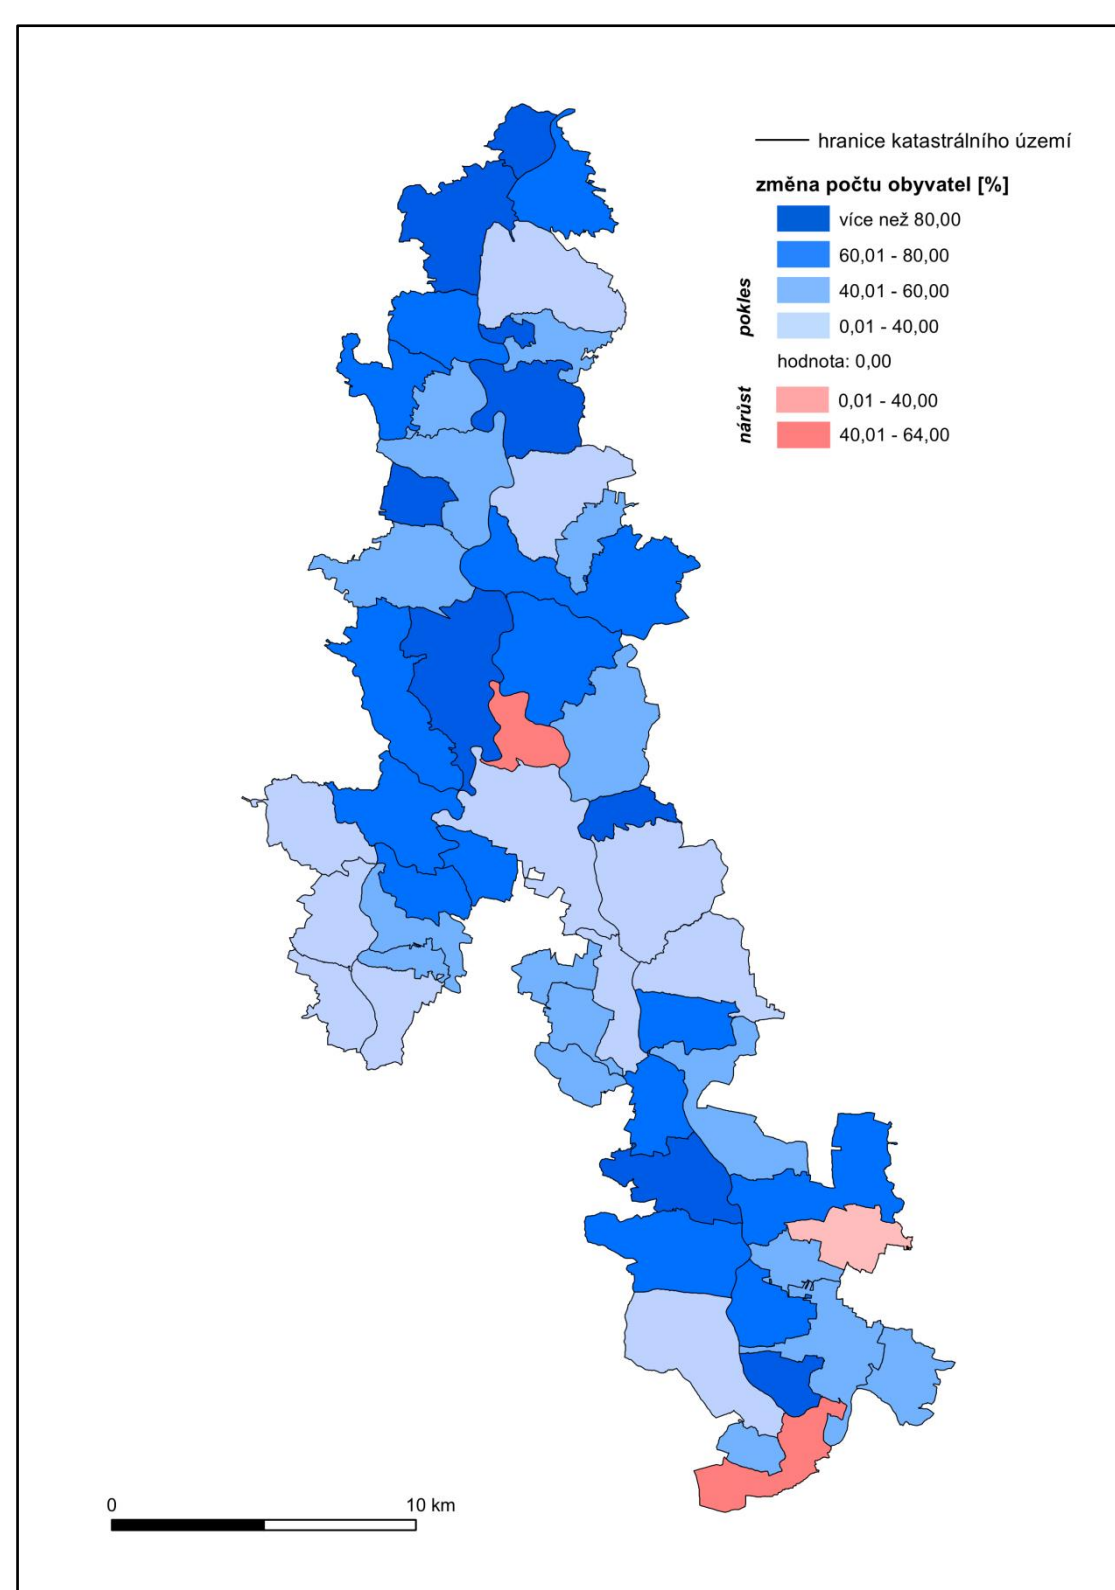 hranice katastrálního území
změna počtu obyvatel [%]
více než 80,00
60,01 - 80,00
40,01 - 60,00
0,01 - 40,00
pokles
hodnota: 0,00
0,01 - 40,00
40,01 - 64,00
nárůst
0 10 km